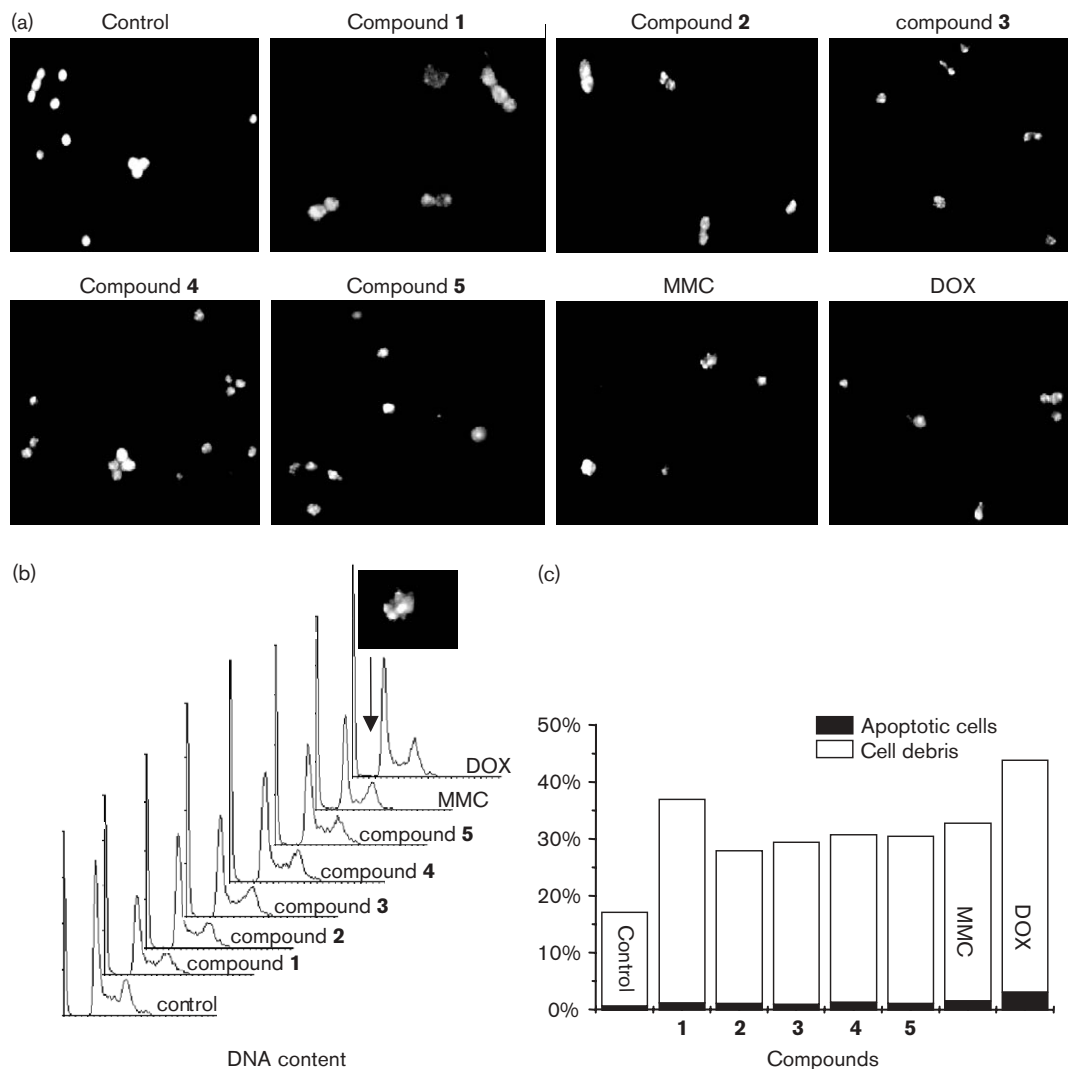 (a)
Control
Compound 1
Compound 2
compound 3
Compound 4
Compound 5
MMC
DOX
(b)
DOX
MMC
compound 5
compound 4
compound 3
compound 2
compound 1
control
DNA content
(c)
50%
40%
30%
20%
10%
0%
Apoptotic cells
Cell debris
Control
MMC
DOX
1 2 3 4 5
Compounds